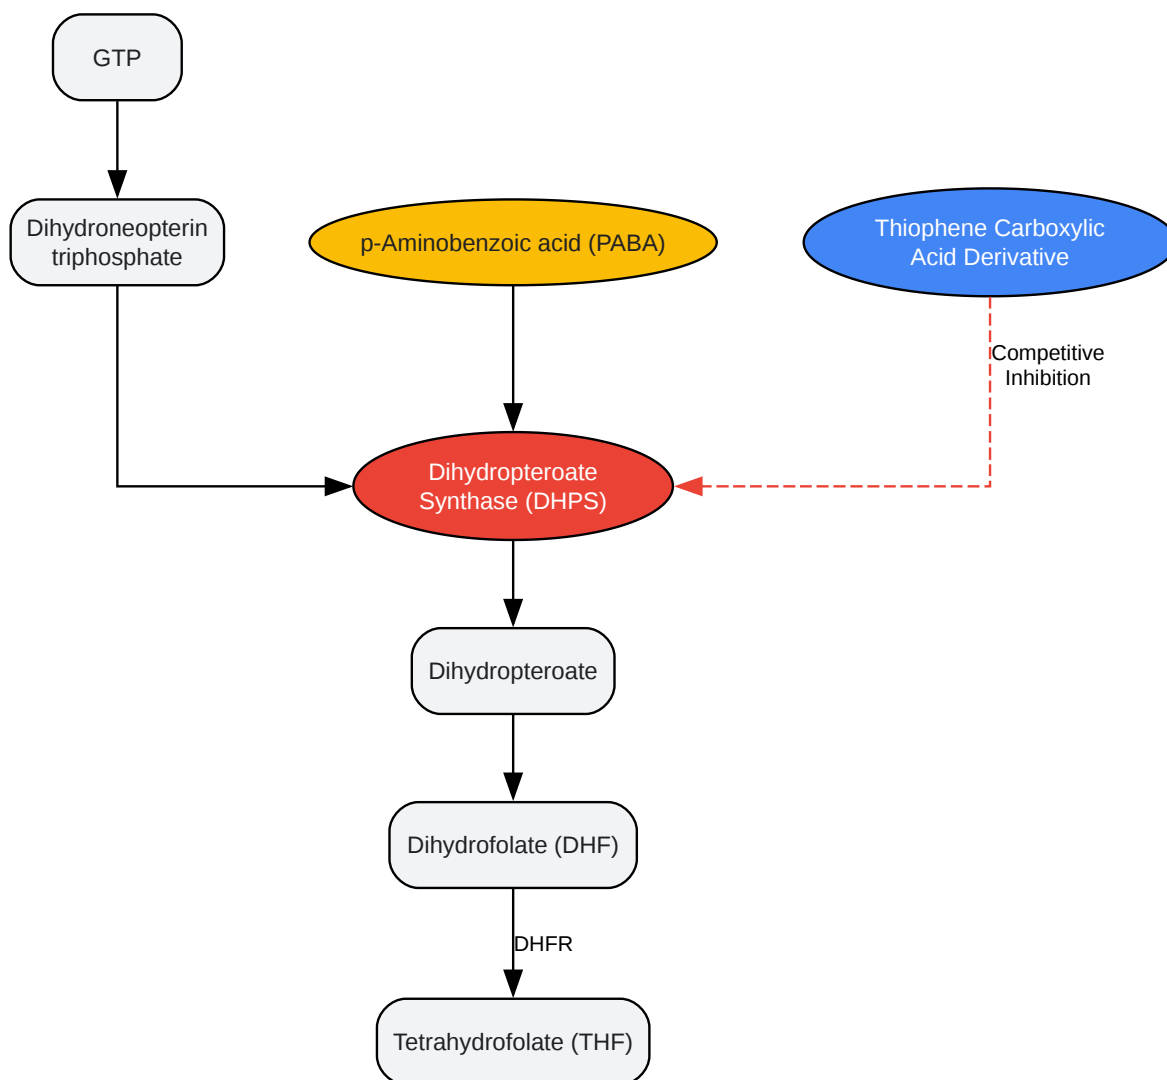 GTP
Dihydroneopterin
triphosphate
p-Aminobenzoic acid (PABA)
Thiophene Carboxylic
Acid Derivative
Competitive
Inhibition
Dihydropteroate
Synthase (DHPS)
Dihydropteroate
Dihydrofolate (DHF)
DHFR
Tetrahydrofolate (THF)